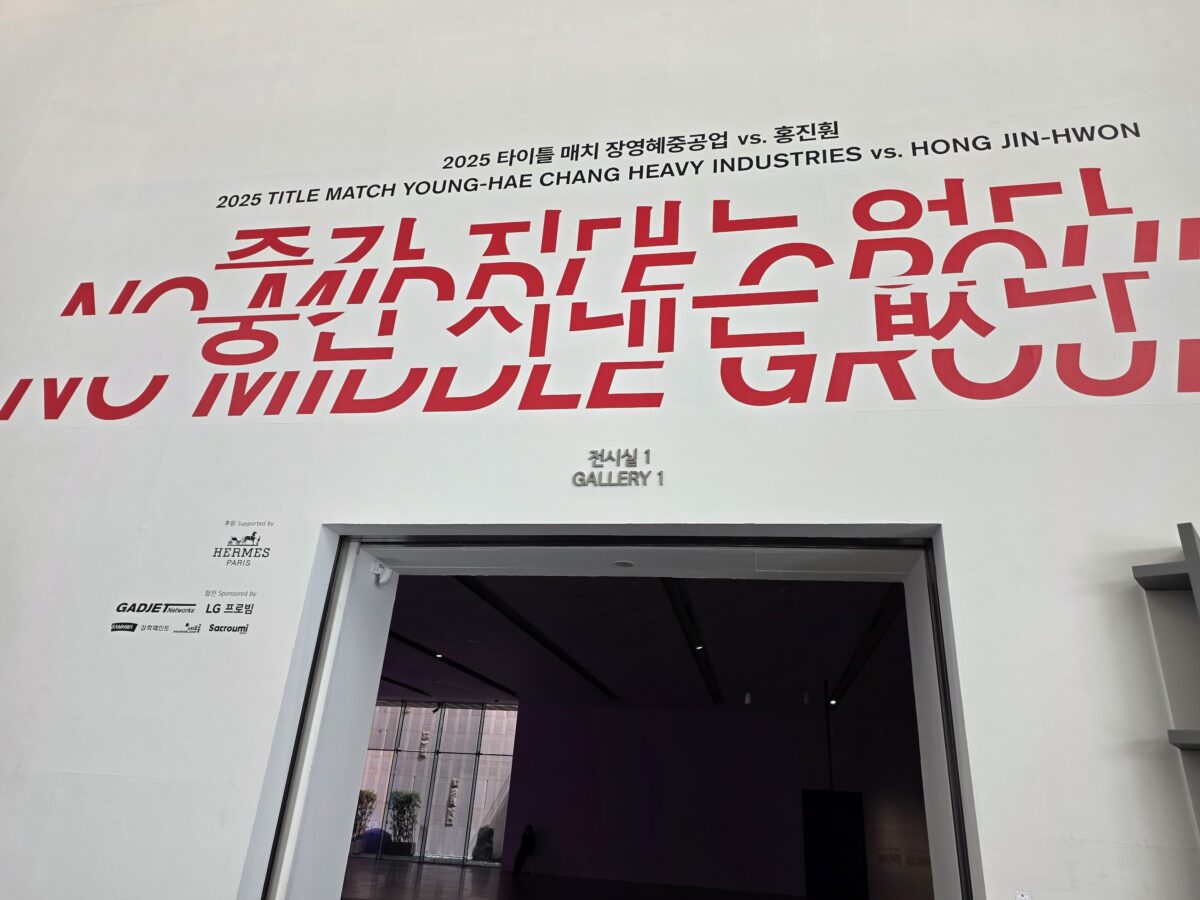 2025 타이틀 매치 장영혜중공업 vs. 홍진훤
2025 TITLE MATCH YOUNG-HAE CHANG HEAVY INDUSTRIES vs. HONG JIN-HWON
중간 지대는 없다
NO MIDDLE GROU
전시실 1
GALLERY 1
후원 Supported by
HERMES
PARIS
협찬 Sponsored by
GADJET Networks LG 프로빔
SAMHWA Sacroumi